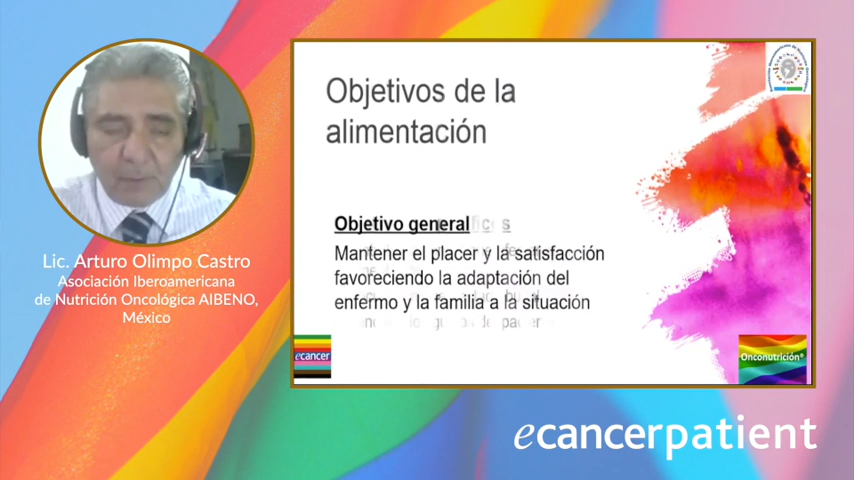 Lic. Arturo Olimpo Castro
Asociación Iberoamericana
de Nutrición Oncológica AIBENO,
México
Objetivos de la
alimentación
Objetivo general
Mantener el placer y la satisfacción
favoreciendo la adaptación del
enfermo y la familia a la situación
ecancer
Onconutrición®
ecancerpatient